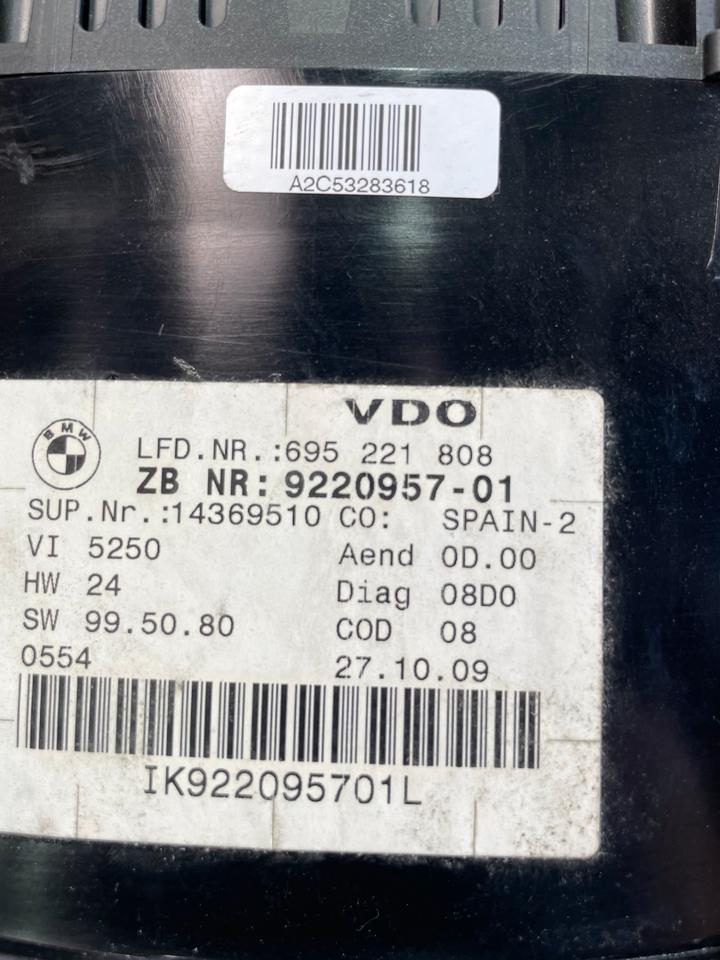 A2C53283618
VDO
BMW
LFD.NR.:695 221 808
ZB NR: 9220957-01
SUP.Nr.:14369510 CO: SPAIN-2
VI 5250 Aend 0D.00
HW 24 Diag 08D0
SW 99.50.80 COD 08
0554 27.10.09
IK922095701L